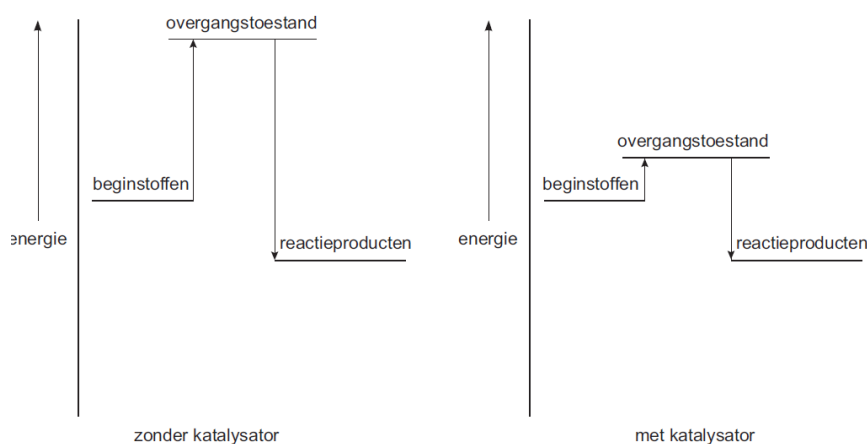 overgangstoestand
beginstoffen
energie
reactieproducten
zonder katalysator
overgangstoestand
beginstoffen
energie
reactieproducten
met katalysator